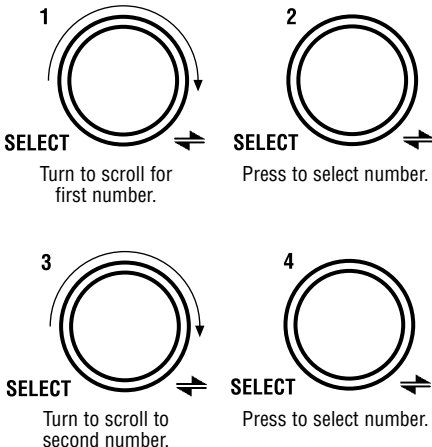 1
SELECT
Turn to scroll for
first number.
2
SELECT
Press to select number.
3
SELECT
Turn to scroll to
second number.
4
SELECT
Press to select number.